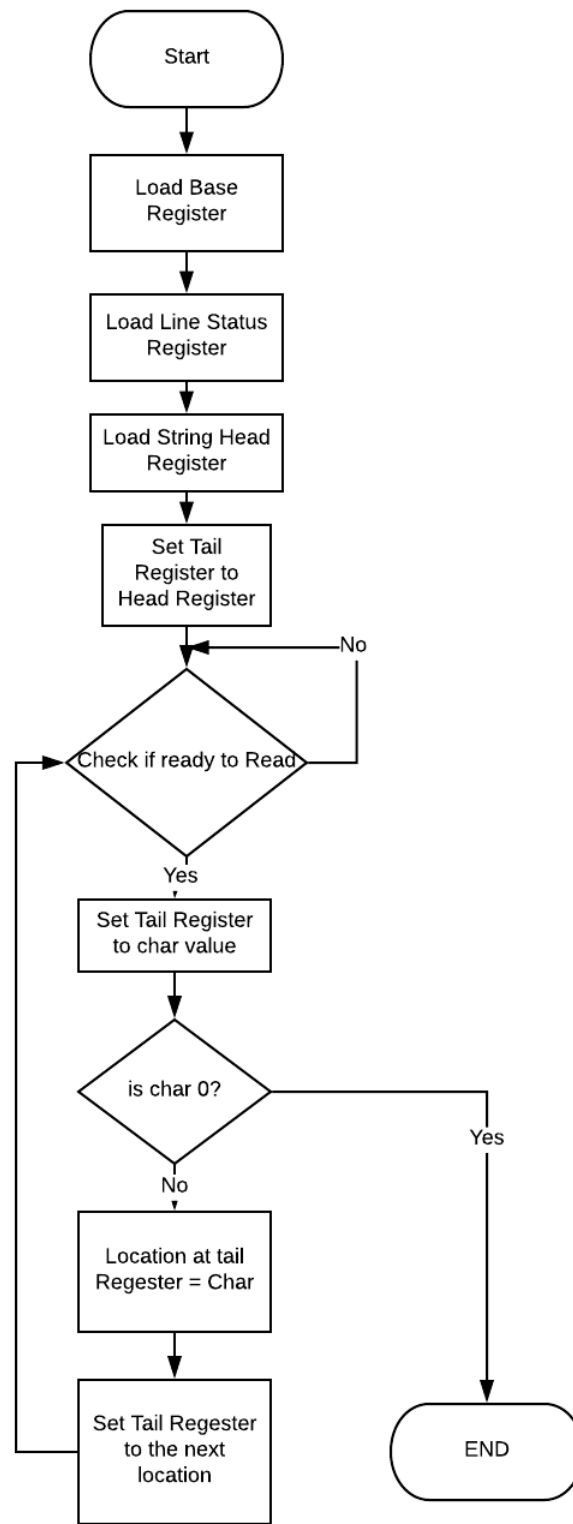 Start
Load Base
Register
Load Line Status
Register
Load String Head
Register
Set Tail
Register to
Head Register
No
Check if ready to Read
Yes
Set Tail Register
to char value
is char 0?
Yes
No
Location at tail
Regester = Char
Set Tail Regester
to the next
location
END